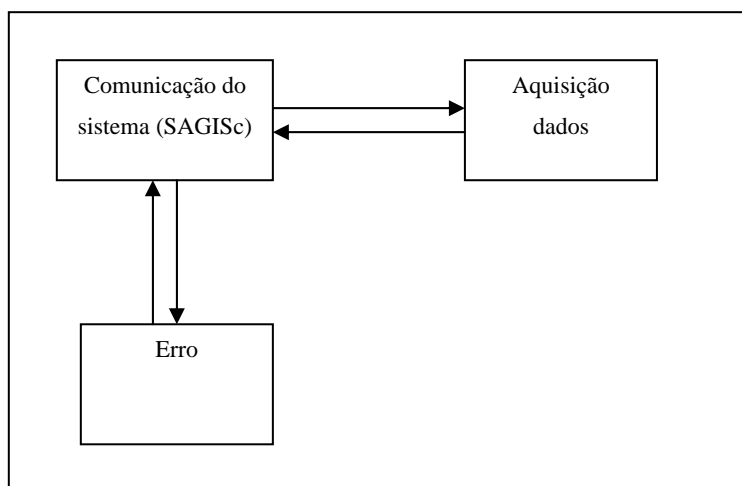 Comunicação do
sistema (SAGISc)
Aquisição
dados
Erro